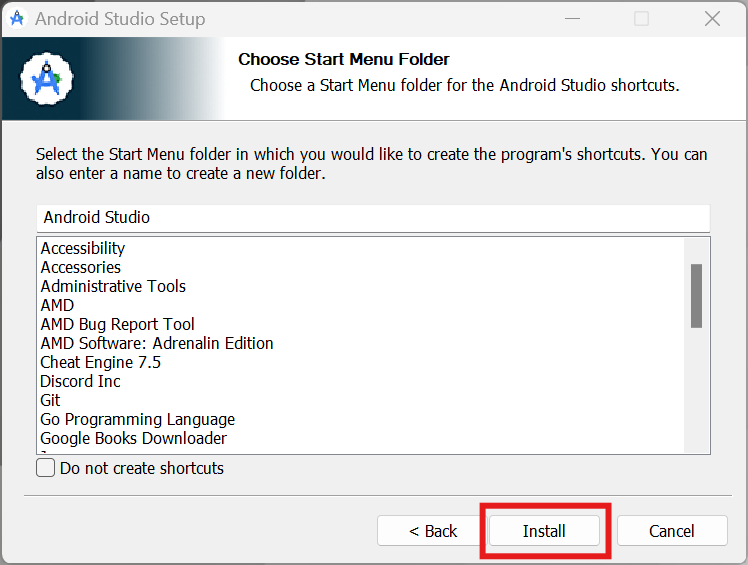 Android Studio Setup
Choose Start Menu Folder
Choose a Start Menu folder for the Android Studio shortcuts.
Select the Start Menu folder in which you would like to create the program's shortcuts. You can
also enter a name to create a new folder.
Android Studio
Accessibility
Accessories
Administrative Tools
AMD
AMD Bug Report Tool
AMD Software: Adrenalin Edition
Cheat Engine 7.5
Discord Inc
Git
Go Programming Language
Google Books Downloader
Do not create shortcuts
< Back
Install
Cancel